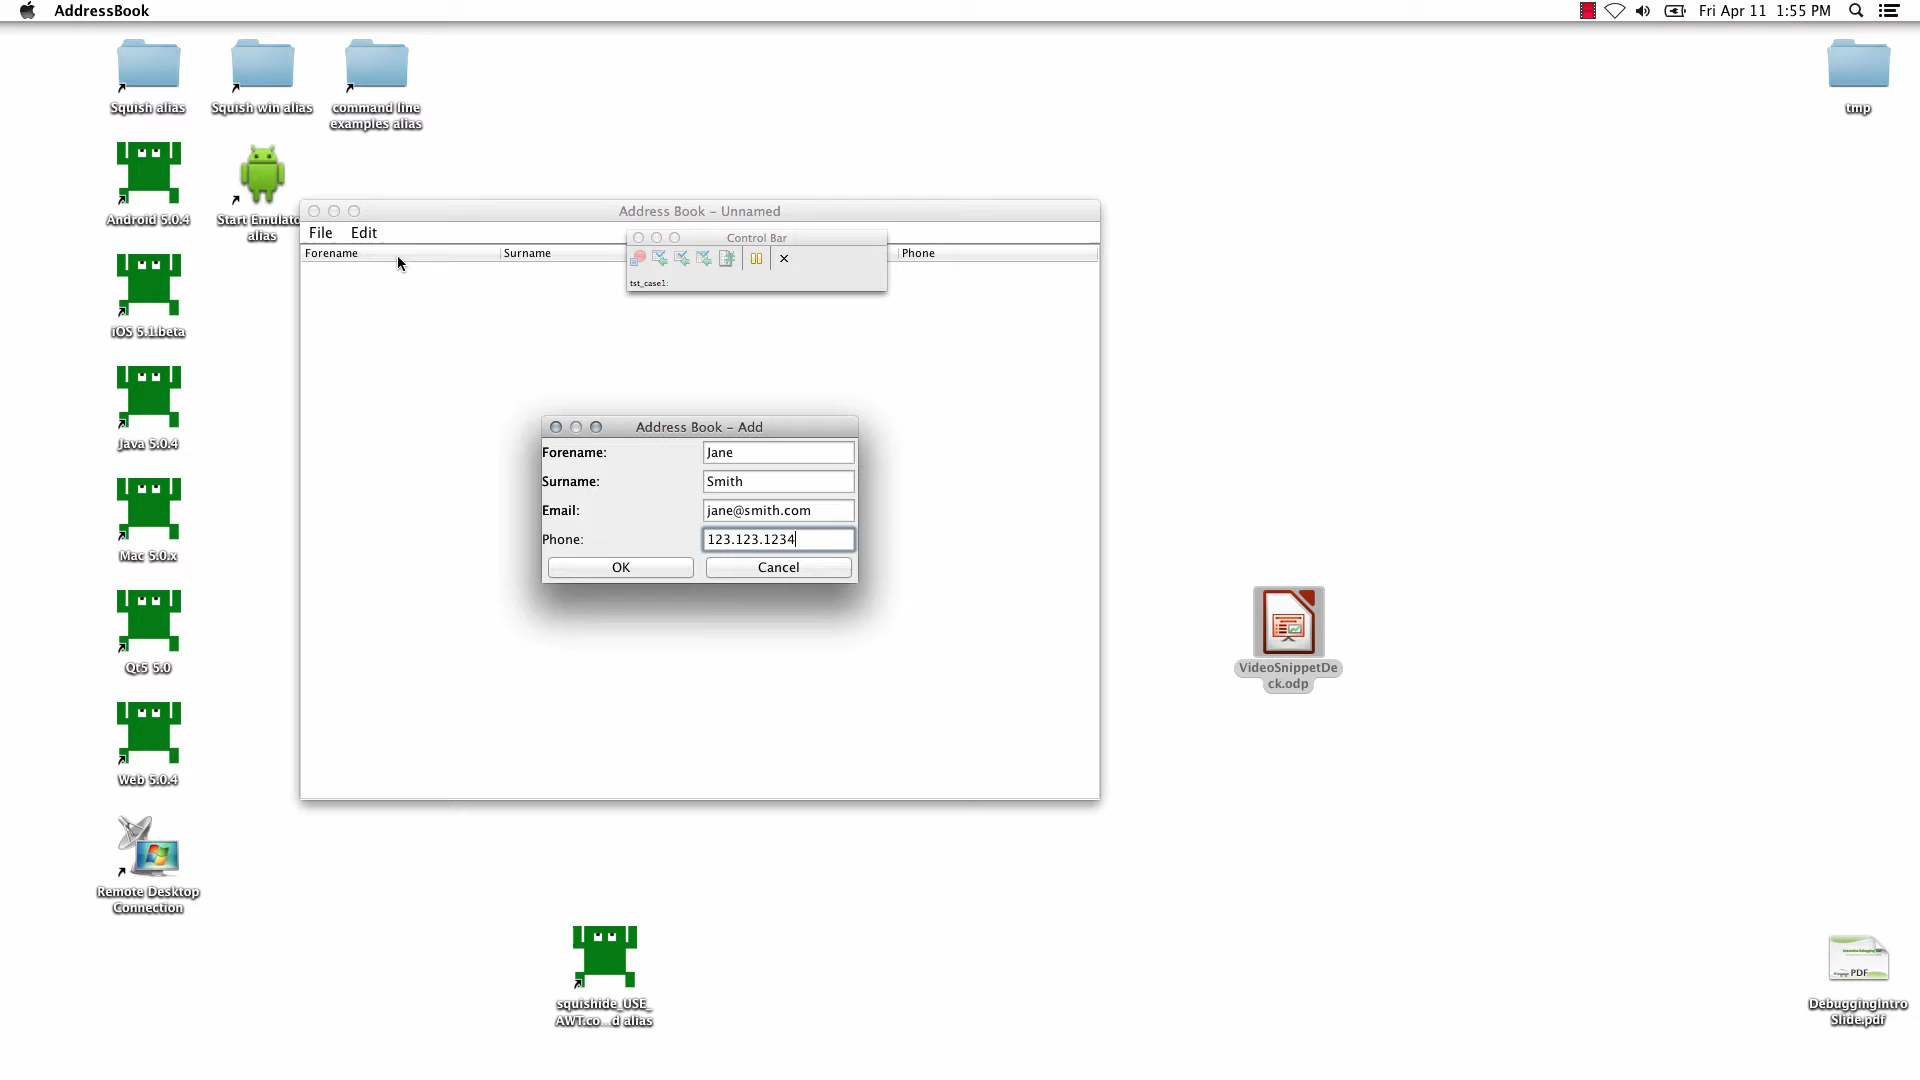 AddressBook
Fri Apr 11 1:55 PM
Squish alias
Squish win alias
command line
examples alias
tmp
Android 5.0.4
Start Emulato
alias
iOS 5.1.beta
Java 5.0.4
Mac 5.0.x
Qt5 5.0
Web 5.0.4
Remote Desktop
Connection
Address Book – Unnamed
File Edit
Forename Surname Phone
Control Bar
tst_case1:
Address Book – Add
Forename: Jane
Surname: Smith
Email: jane@smith.com
Phone: 123.123.1234
OK Cancel
VideoSnippetDe
ck.odp
squishide_USE_
AWT.co...d alias
PDF
DebuggingIntro
Slide.pdf